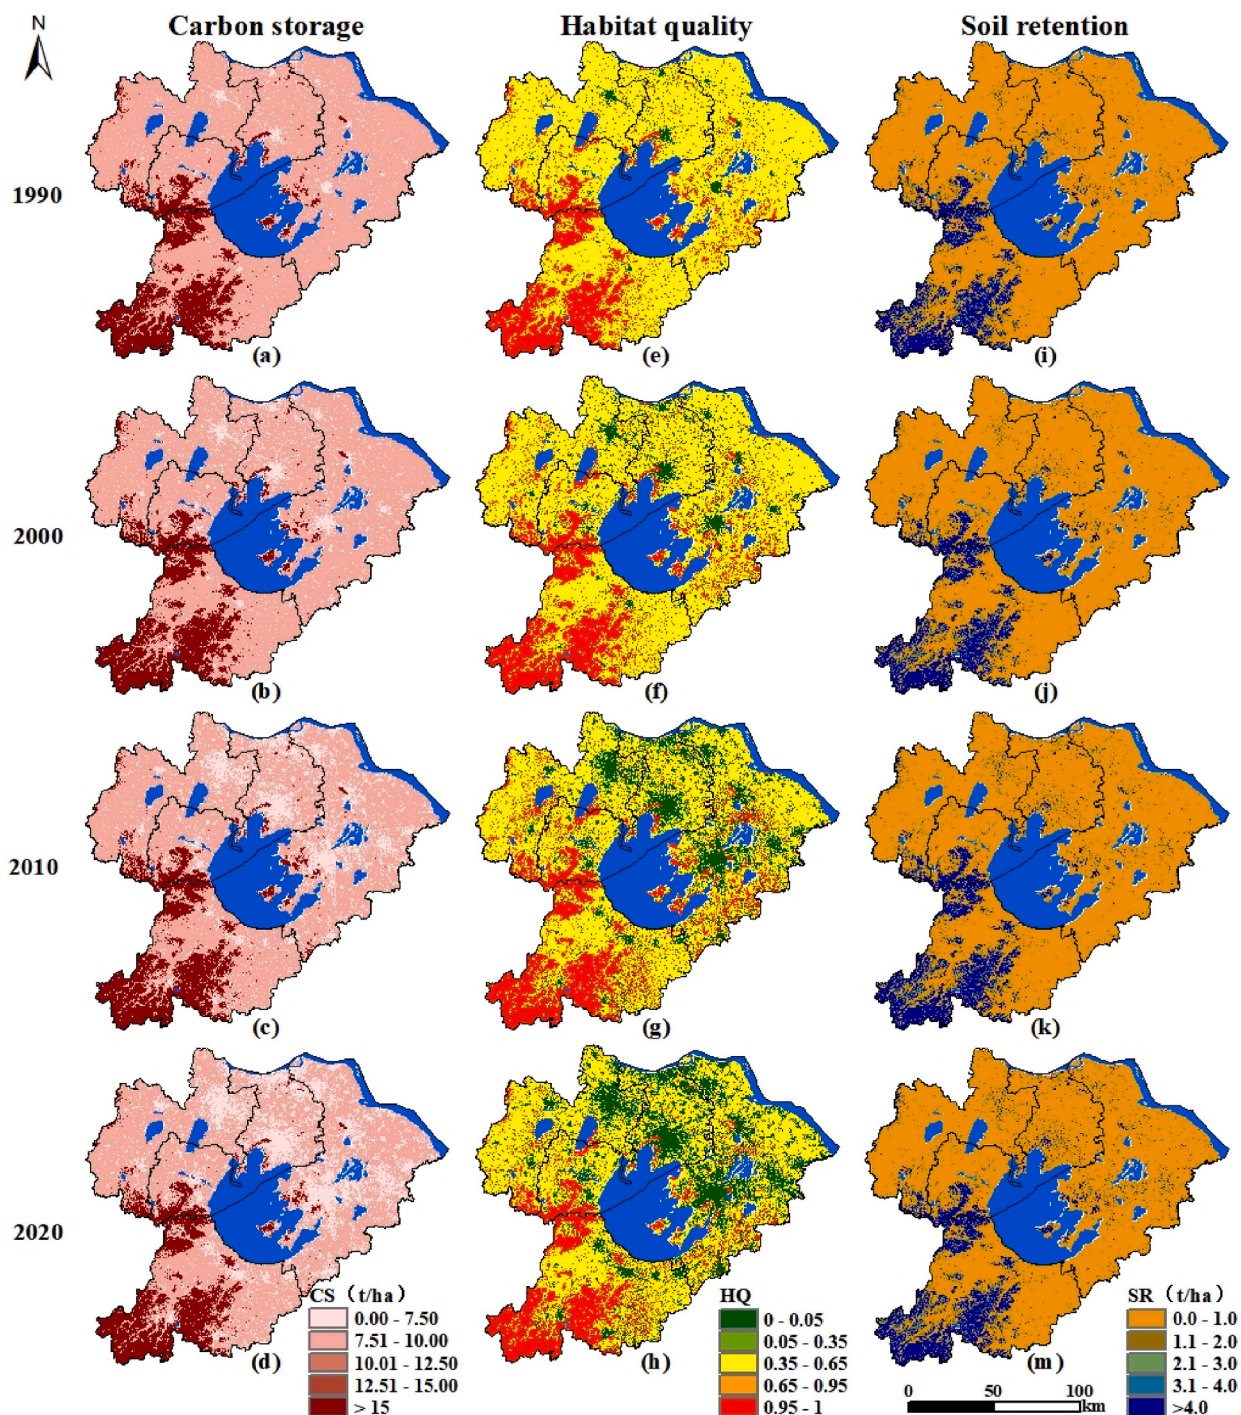 N
Carbon storage Habitat quality Soil retention
1990
(a) (e) (i)
2000
(b) (f) (j)
2010
(c) (g) (k)
2020
(d) (h) (m)
CS（t/ha）
0.00 - 7.50
7.51 - 10.00
10.01 - 12.50
12.51 - 15.00
> 15
HQ
0 - 0.05
0.05 - 0.35
0.35 - 0.65
0.65 - 0.95
0.95 - 1
SR（t/ha）
0.0 - 1.0
1.1 - 2.0
2.1 - 3.0
3.1 - 4.0
>4.0
0 50 100
km